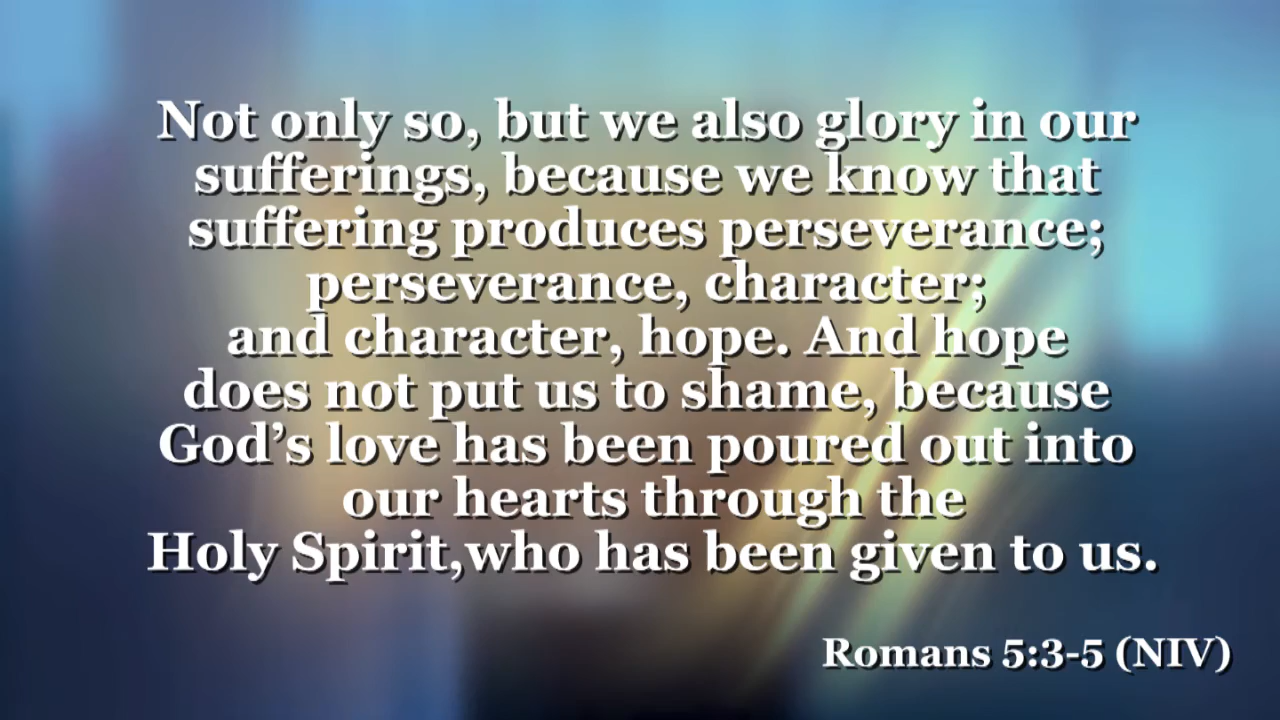 Not only so, but we also glory in our
sufferings, because we know that
suffering produces perseverance;
perseverance, character;
and character, hope. And hope
does not put us to shame, because
God’s love has been poured out into
our hearts through the
Holy Spirit,who has been given to us.
Romans 5:3-5 (NIV)